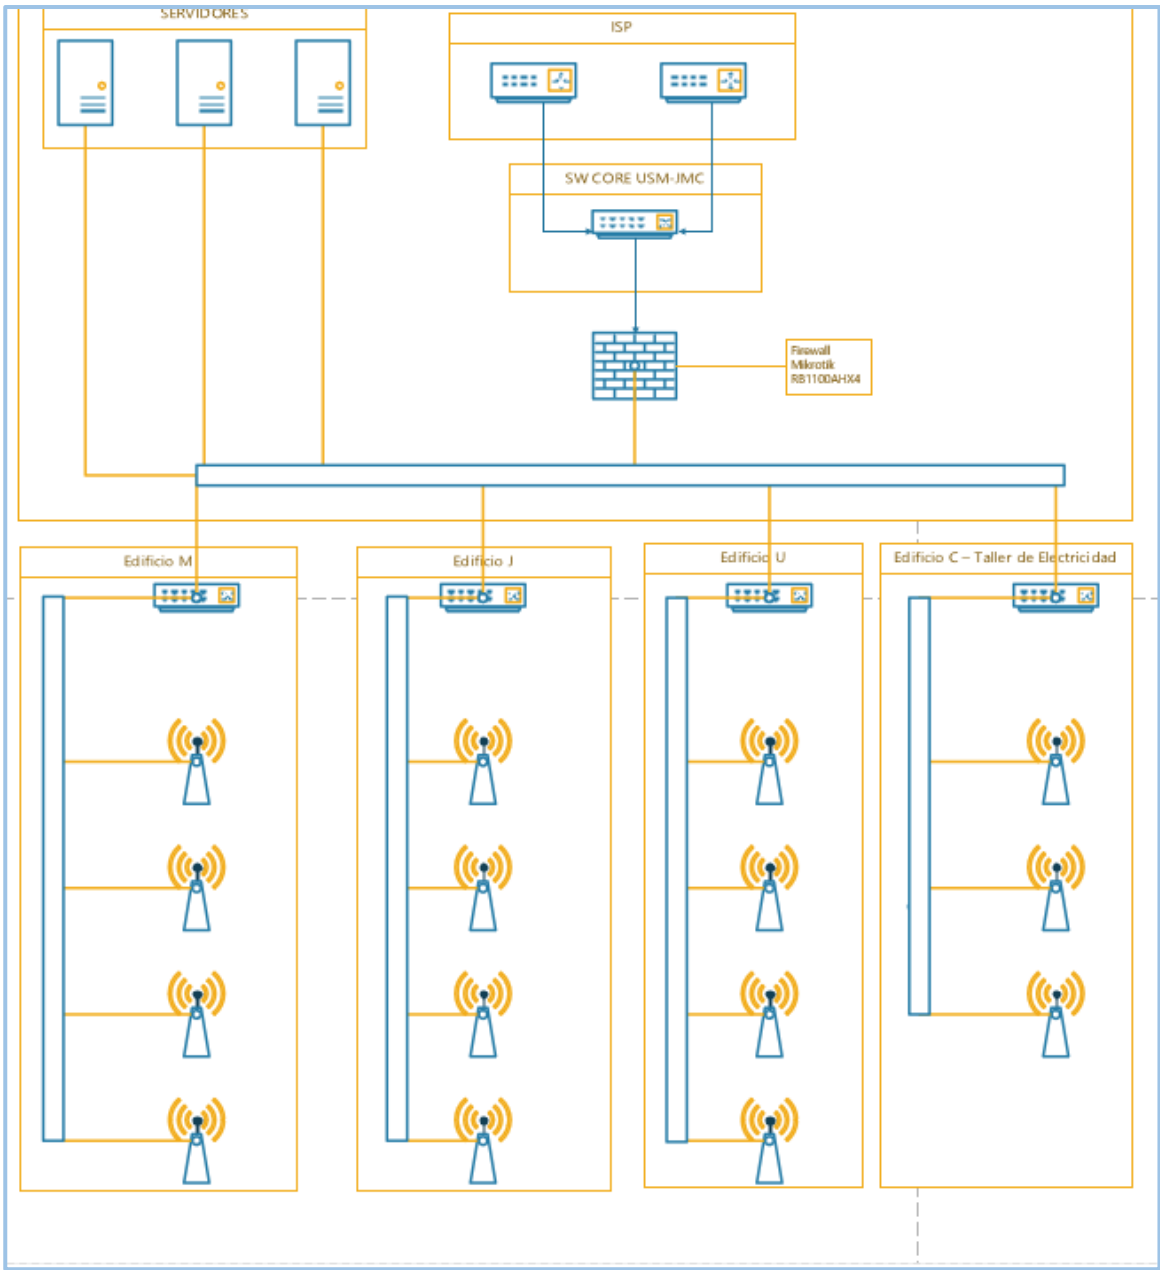 SERVIDORES
ISP
SW CORE USM-JMC
Firewall
Mikrotik
RB1100AHX4
Edificio M
Edificio J
Edificio U
Edificio C – Taller de Electricidad